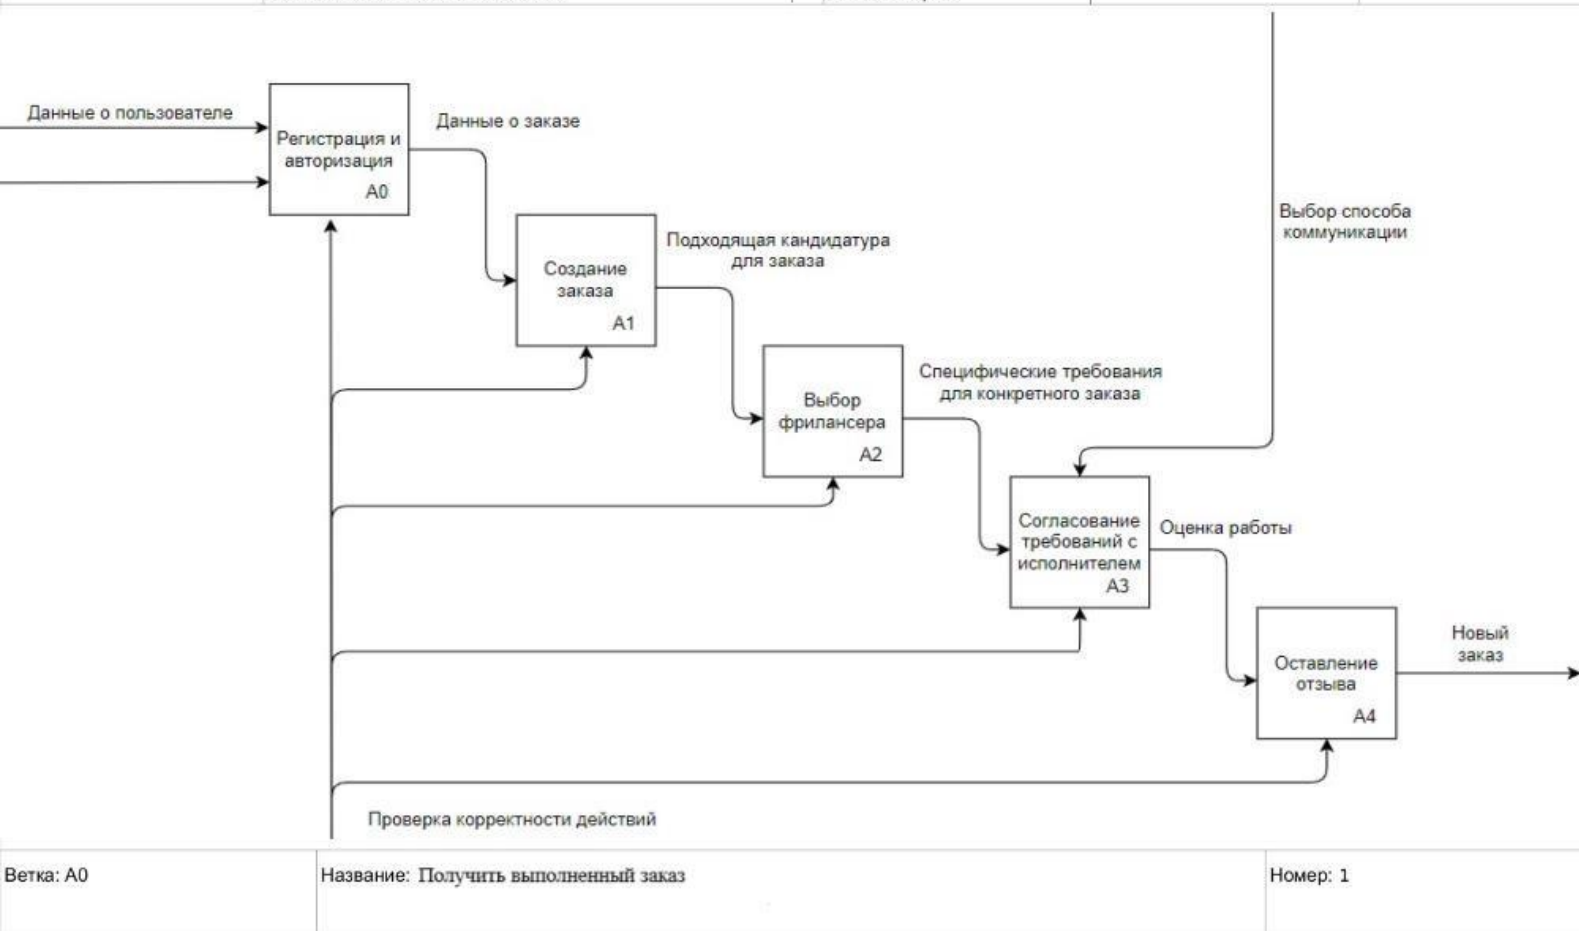 Данные о пользователе
Регистрация и
авторизация
A0
Данные о заказе
Создание
заказа
A1
Подходящая кандидатура
для заказа
Выбор способа
коммуникации
Выбор
фрилансера
A2
Специфические требования
для конкретного заказа
Согласование
требований с
исполнителем
A3
Оценка работы
Оставление
отзыва
A4
Новый
заказ
Проверка корректности действий
Ветка: A0
Название: Получить выполненный заказ
Номер: 1